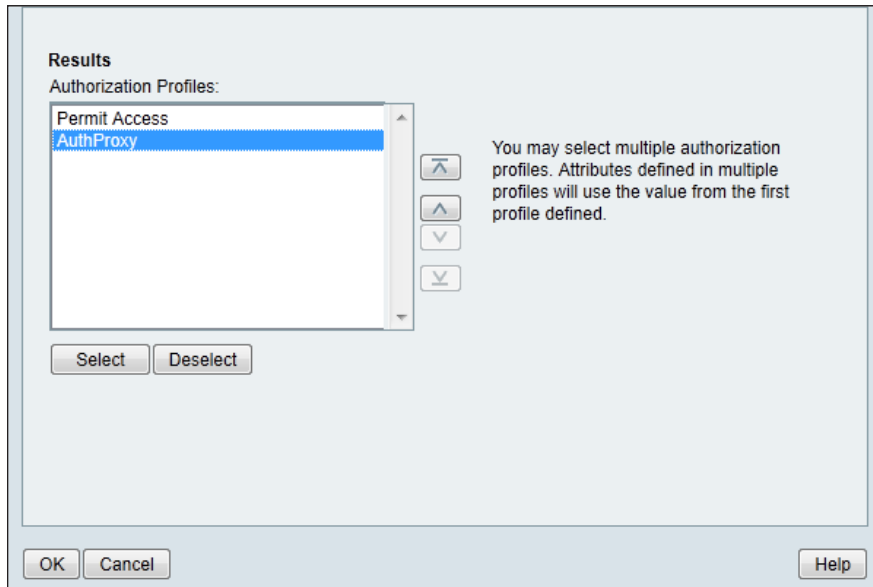 Results
Authorization Profiles:
Permit Access
AuthProxy
You may select multiple authorization
profiles. Attributes defined in multiple
profiles will use the value from the first
profile defined.
Select Deselect
OK Cancel Help